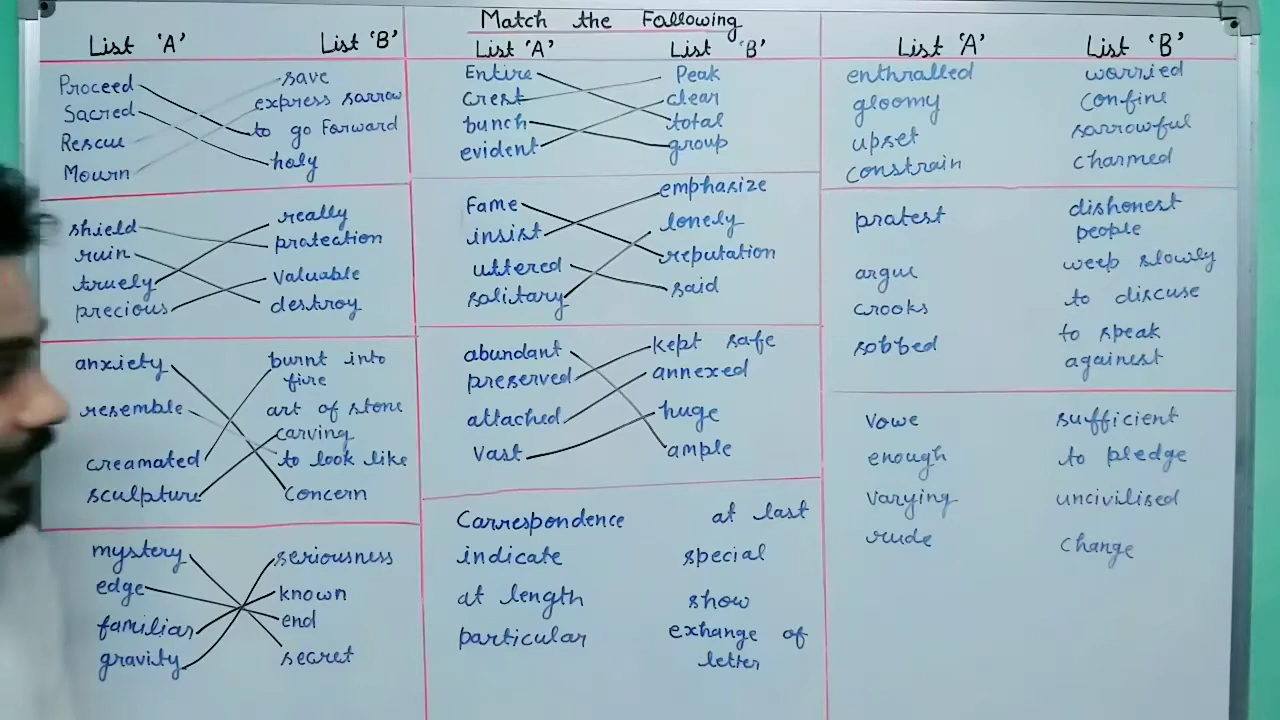 Match the Following
List 'A' List 'B'
Proceed save
Sacred express sorrow
Rescue to go Forward
Mourn holy
shield really
ruin protection
truely valuable
precious destroy
anxiety burnt into
fire
resemble art of stone
carving
creamated to look like
sculpture concern
mystery seriousness
edge known
familiar end
gravity secret
List 'A' List 'B'
Entire Peak
Crest clear
bunch total
evident group
Fame emphasize
insist lonely
uttered reputation
solitary said
abundant kept safe
preserved annexed
attached huge
Vast ample
Correspondence at last
indicate special
at length show
particular exchange of
letter
List 'A' List 'B'
enthralled worried
gloomy confine
upset sorrowful
constrain charmed
protest dishonest
people
argue weep slowly
crooks to discuse
sobbed to speak
againest
vowe sufficient
enough to pledge
varying uncivilised
rude change